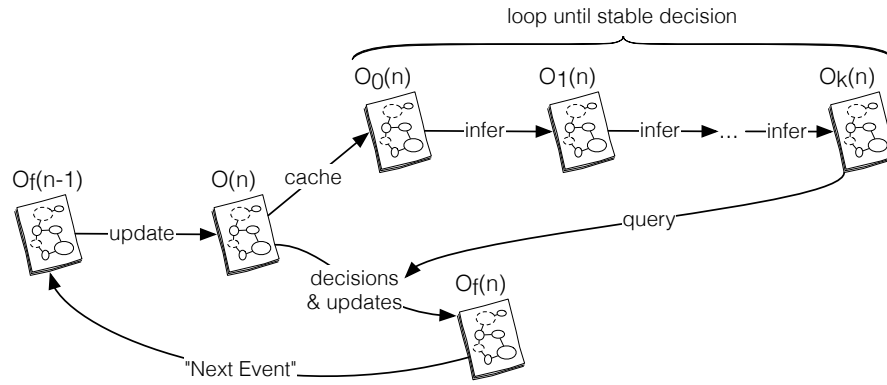 loop until stable decision
O0(n)
O1(n)
Ok(n)
infer
infer
...
infer
cache
Of(n-1)
O(n)
update
query
decisions
& updates
Of(n)
"Next Event"